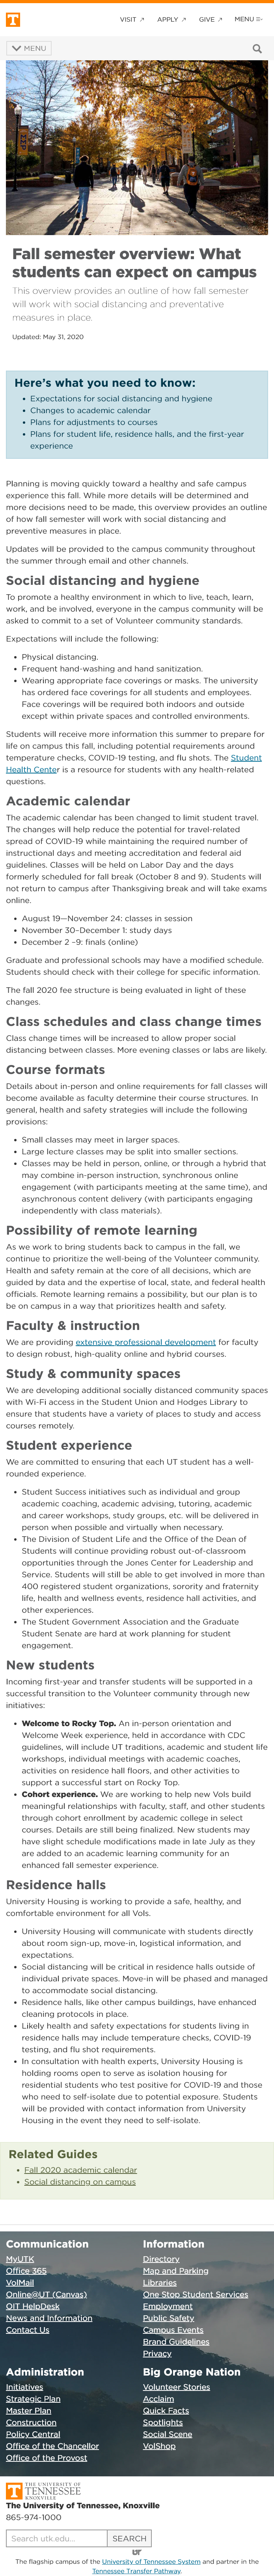 VISIT ↗ APPLY ↗ GIVE ↗ MENU
MENU
Fall semester overview: What
students can expect on campus
This overview provides an outline of how fall semester
will work with social distancing and preventative
measures in place.
Updated: May 31, 2020
Here's what you need to know:
• Expectations for social distancing and hygiene
• Changes to academic calendar
• Plans for adjustments to courses
• Plans for student life, residence halls, and the first-year
experience
Planning is moving quickly toward a healthy and safe campus
experience this fall. While more details will be determined and
more decisions need to be made, this overview provides an outline
of how fall semester will work with social distancing and
preventive measures in place.
Updates will be provided to the campus community throughout
the summer through email and other channels.
Social distancing and hygiene
To promote a healthy environment in which to live, teach, learn,
work, and be involved, everyone in the campus community will be
asked to commit to a set of Volunteer community standards.
Expectations will include the following:
• Physical distancing.
• Frequent hand-washing and hand sanitization.
• Wearing appropriate face coverings or masks. The university
has ordered face coverings for all students and employees.
Face coverings will be required both indoors and outside
except within private spaces and controlled environments.
Students will receive more information this summer to prepare for
life on campus this fall, including potential requirements for
temperature checks, COVID-19 testing, and flu shots. The Student
Health Center is a resource for students with any health-related
questions.
Academic calendar
The academic calendar has been changed to limit student travel.
The changes will help reduce the potential for travel-related
spread of COVID-19 while maintaining the required number of
instructional days and meeting accreditation and federal aid
guidelines. Classes will be held on Labor Day and the days
formerly scheduled for fall break (October 8 and 9). Students will
not return to campus after Thanksgiving break and will take exams
online.
• August 19—November 24: classes in session
• November 30–December 1: study days
• December 2 –9: finals (online)
Graduate and professional schools may have a modified schedule.
Students should check with their college for specific information.
The fall 2020 fee structure is being evaluated in light of these
changes.
Class schedules and class change times
Class change times will be increased to allow proper social
distancing between classes. More evening classes or labs are likely.
Course formats
Details about in-person and online requirements for fall classes will
become available as faculty determine their course structures. In
general, health and safety strategies will include the following
provisions:
• Small classes may meet in larger spaces.
• Large lecture classes may be split into smaller sections.
• Classes may be held in person, online, or through a hybrid that
may combine in-person instruction, synchronous online
engagement (with participants meeting at the same time), and
asynchronous content delivery (with participants engaging
independently with class materials).
Possibility of remote learning
As we work to bring students back to campus in the fall, we
continue to prioritize the well-being of the Volunteer community.
Health and safety remain at the core of all decisions, which are
guided by data and the expertise of local, state, and federal health
officials. Remote learning remains a possibility, but our plan is to
be on campus in a way that prioritizes health and safety.
Faculty & instruction
We are providing extensive professional development for faculty
to design robust, high-quality online and hybrid courses.
Study & community spaces
We are developing additional socially distanced community spaces
with Wi-Fi access in the Student Union and Hodges Library to
ensure that students have a variety of places to study and access
courses remotely.
Student experience
We are committed to ensuring that each UT student has a well-
rounded experience.
• Student Success initiatives such as individual and group
academic coaching, academic advising, tutoring, academic
and career workshops, study groups, etc. will be delivered in
person when possible and virtually when necessary.
• The Division of Student Life and the Office of the Dean of
Students will continue providing robust out-of-classroom
opportunities through the Jones Center for Leadership and
Service. Students will still be able to get involved in more than
400 registered student organizations, sorority and fraternity
life, health and wellness events, residence hall activities, and
other experiences.
• The Student Government Association and the Graduate
Student Senate are hard at work planning for student
engagement.
New students
Incoming first-year and transfer students will be supported in a
successful transition to the Volunteer community through new
initiatives:
• Welcome to Rocky Top. An in-person orientation and
Welcome Week experience, held in accordance with CDC
guidelines, will include UT traditions, academic and student life
workshops, individual meetings with academic coaches,
activities on residence hall floors, and other activities to
support a successful start on Rocky Top.
• Cohort experience. We are working to help new Vols build
meaningful relationships with faculty, staff, and other students
through enrollment by academic college in select general
courses. Details are still being finalized. New students may
have slight schedule modifications made in late July as they
are added to an academic learning community for an
enhanced fall semester experience.
Residence halls
University Housing is working to provide a safe, healthy, and
comfortable environment for all Vols.
• University Housing will communicate with students directly
about room sign-up, move-in, logistical information, and
expectations.
• Social distancing will be critical in residence halls outside of
individual private spaces. Move-in will be phased and managed
to accommodate social distancing.
• Residence halls, like other campus buildings, have enhanced
cleaning protocols in place.
• Likely health and safety expectations for students living in
residence halls may include temperature checks, COVID-19
testing, and flu shot requirements.
• In consultation with health experts, University Housing is
holding rooms open to serve as isolation housing for
residential students who test positive for COVID-19 and those
who need to self-isolate due to potential exposure. Students
will be provided with contact information from University
Housing in the event they need to self-isolate.
Related Guides
• Fall 2020 academic calendar
• Social distancing on campus
Communication
MyUTK
Office 365
VolMail
Online@UT (Canvas)
OIT HelpDesk
News and Information
Contact Us
Information
Directory
Map and Parking
Libraries
One Stop Student Services
Employment
Public Safety
Campus Events
Brand Guidelines
Privacy
Administration
Initiatives
Strategic Plan
Master Plan
Construction
Policy Central
Office of the Chancellor
Office of the Provost
Big Orange Nation
Volunteer Stories
Acclaim
Quick Facts
Spotlights
Social Scene
VolShop
THE UNIVERSITY OF
TENNESSEE
KNOXVILLE
The University of Tennessee, Knoxville
865-974-1000
Search utk.edu... SEARCH
The flagship campus of the University of Tennessee System and partner in the
Tennessee Transfer Pathway.